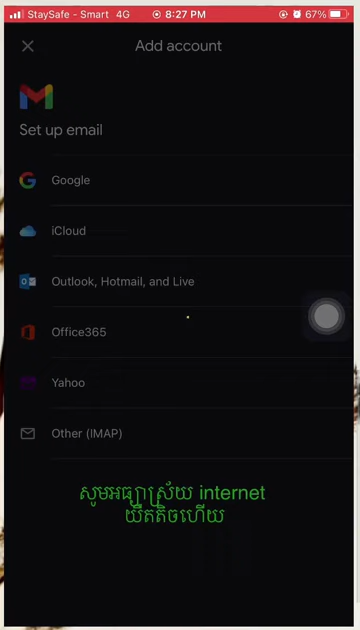 StaySafe - Smart 4G 8:27 PM 67%
Add account
Set up email
Google
iCloud
Outlook, Hotmail, and Live
Office365
Yahoo
Other (IMAP)
សូមអធ្យាស្រ័យ internet
យឺតតិចហើយ